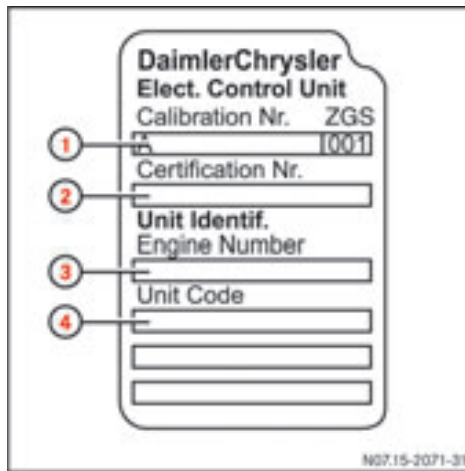 DaimlerChrysler
Elect. Control Unit
Calibration Nr. ZGS
1 A 001
Certification Nr.
2
Unit Identif.
Engine Number
3
Unit Code
4
N07.15-2071-31